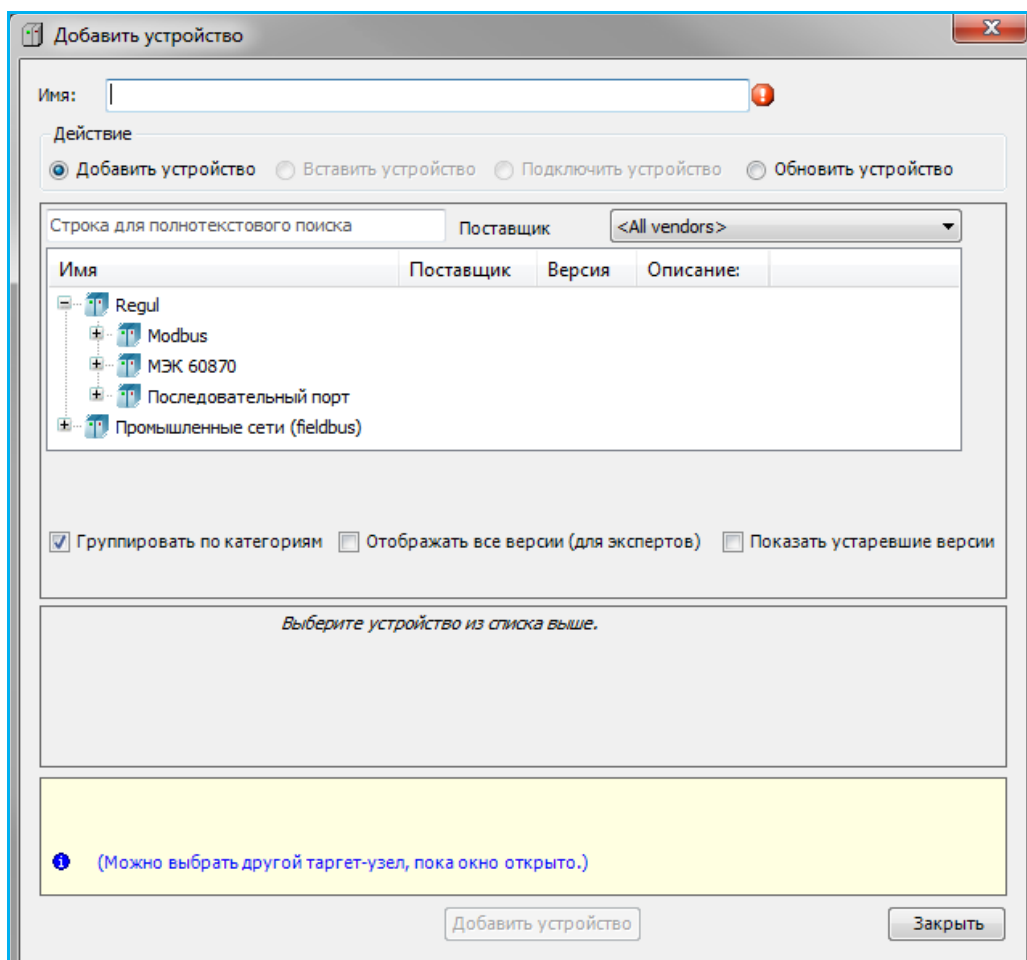 Добавить устройство
Имя:
Действие
Добавить устройство Вставить устройство Подключить устройство Обновить устройство
Строка для полнотекстового поиска Поставщик <All vendors>
Имя Поставщик Версия Описание:
Regul
Modbus
МЭК 60870
Последовательный порт
Промышленные сети (fieldbus)
Группировать по категориям Отображать все версии (для экспертов) Показать устаревшие версии
Выберите устройство из списка выше.
(Можно выбрать другой таргет-узел, пока окно открыто.)
Добавить устройство Закрыть